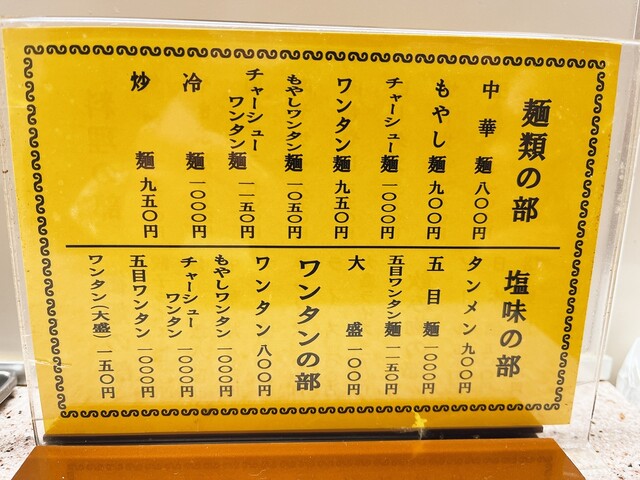 麺類の部
中華麺 八〇〇円
もやし麺 九〇〇円
チャーシュー麺 一〇〇〇円
ワンタン麺 九五〇円
もやしワンタン麺 一〇五〇円
チャーシューワンタン麺 一一五〇円
冷麺 一〇〇〇円
炒麺 九五〇円
塩味の部
タンメン 九〇〇円
五目麺 一〇〇〇円
五目ワンタン麺 一一五〇円
大盛 一〇〇円
ワンタンの部
ワンタン 八〇〇円
もやしワンタン 一〇〇〇円
チャーシューワンタン 一〇〇〇円
五目ワンタン 一〇〇〇円
ワンタン(大盛) 一五〇円